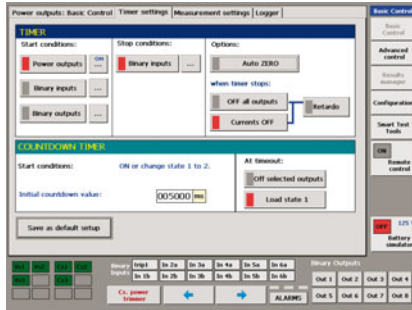 Power outputs: Basic Control Timer settings Measurement settings Logger
Basic Control
TIMER
Start conditions: Stop conditions: Options:
Power outputs ON ... Binary inputs ... Auto ZERO
Binary inputs ...
when timer stops:
Binary outputs ... OFF all outputs
Currents OFF
Retardo
COUNTDOWN TIMER
Start conditions: ON or change state 1 to 2.
At timeout:
Off selected outputs
Initial countdown value: 005000 ms
Load state 1
Save as default setup
Basic Control
Advanced control
Results manager
Configuration
Smart Test Tools
ON
Remote control
OFF 125
Battery simulator
Binary Inputs
trip1 In 2a In 3a In 4a In 5a In 6a
In 1b In 2b In 3b In 4b In 5b In 6b
Cs. power trimmer
ALARMS
Binary Outputs
Out 1 Out 2 Out 3 Out 4
Out 5 Out 6 Out 7 Out 8